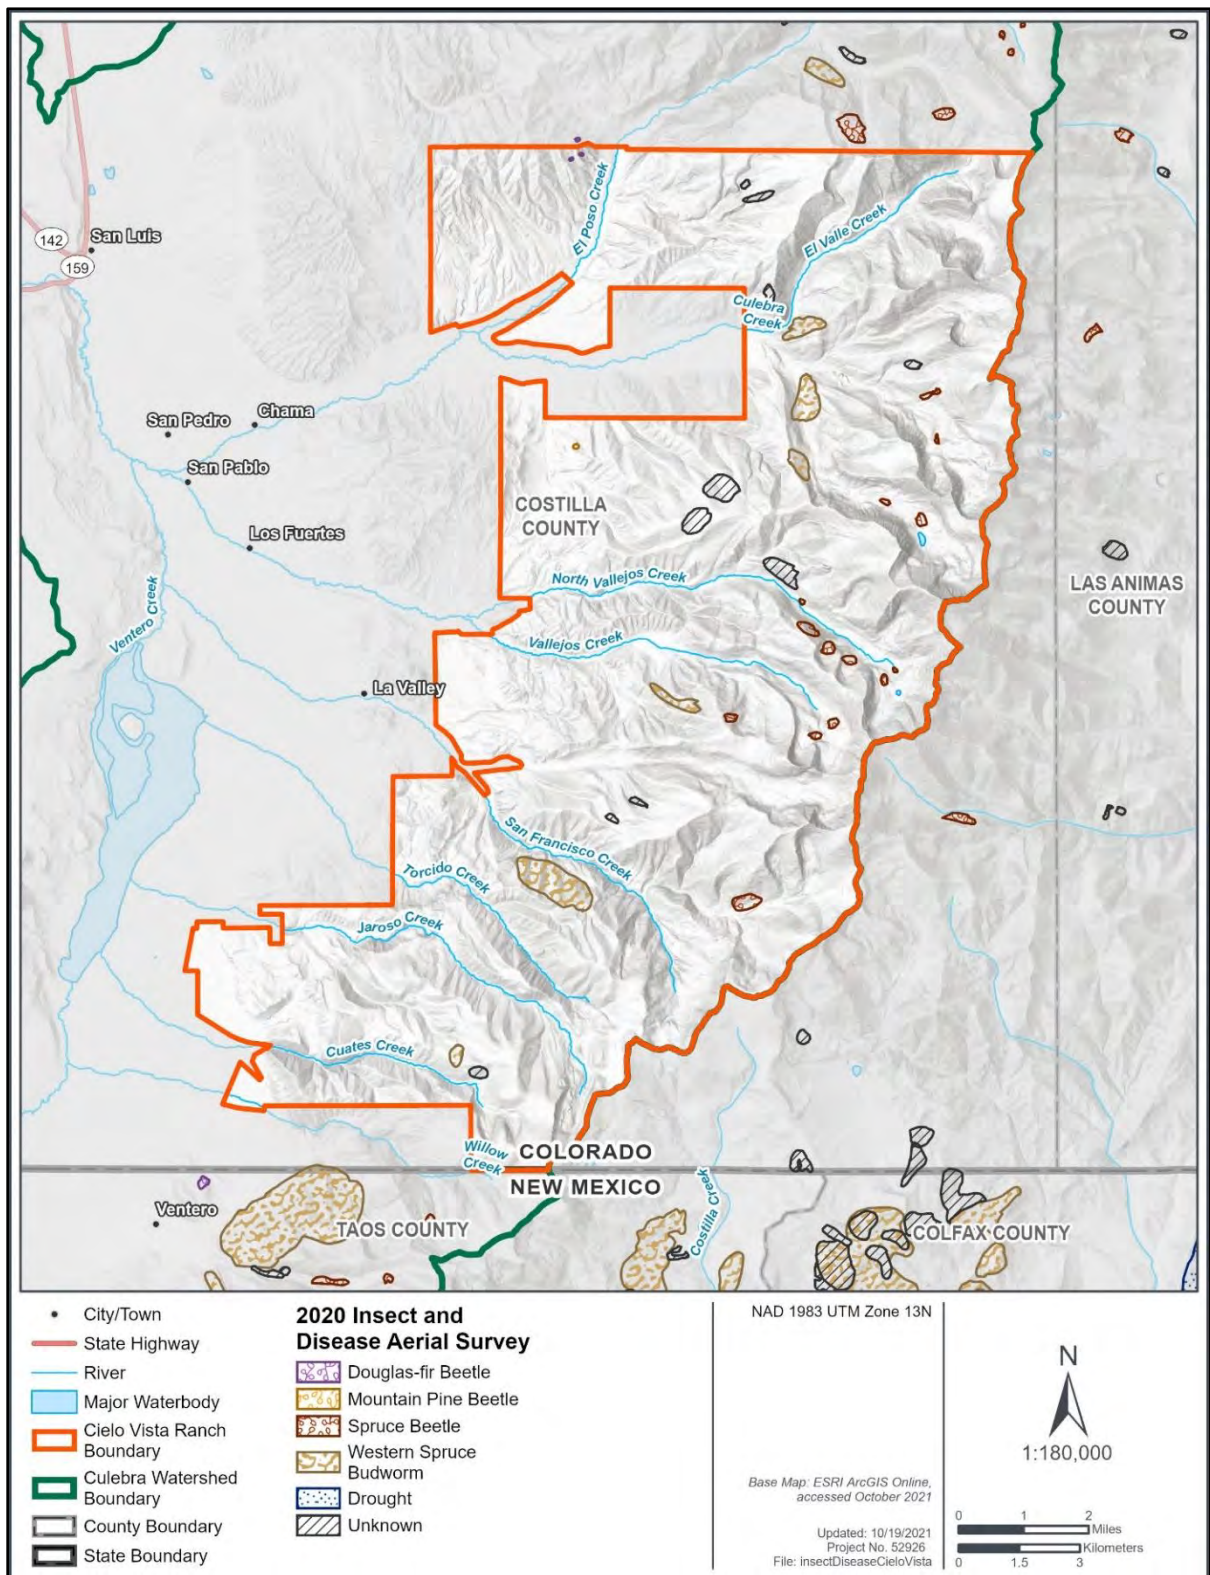 El Poso Creek
El Valle Creek
San Luis
142
159
Culebra
Creek
San Pedro
Chama
San Pablo
COSTILLA
COUNTY
Los Fuertes
North Vallejos Creek
LAS ANIMAS
COUNTY
Ventero Creek
Vallejos Creek
La Valley
San Francisco Creek
Torcido Creek
Jaroso Creek
Cuates Creek
Willow
Creek
COLORADO
NEW MEXICO
Ventero
TAOS COUNTY
Costilla Creek
COLFAX COUNTY
City/Town
State Highway
River
Major Waterbody
Cielo Vista Ranch
Boundary
Culebra Watershed
Boundary
County Boundary
State Boundary
2020 Insect and
Disease Aerial Survey
Douglas-fir Beetle
Mountain Pine Beetle
Spruce Beetle
Western Spruce
Budworm
Drought
Unknown
NAD 1983 UTM Zone 13N
Base Map: ESRI ArcGIS Online,
accessed October 2021
Updated: 10/19/2021
Project No. 52926
File: insectDiseaseCieloVista
N
1:180,000
0 1 2
Miles
Kilometers
0 1.5 3